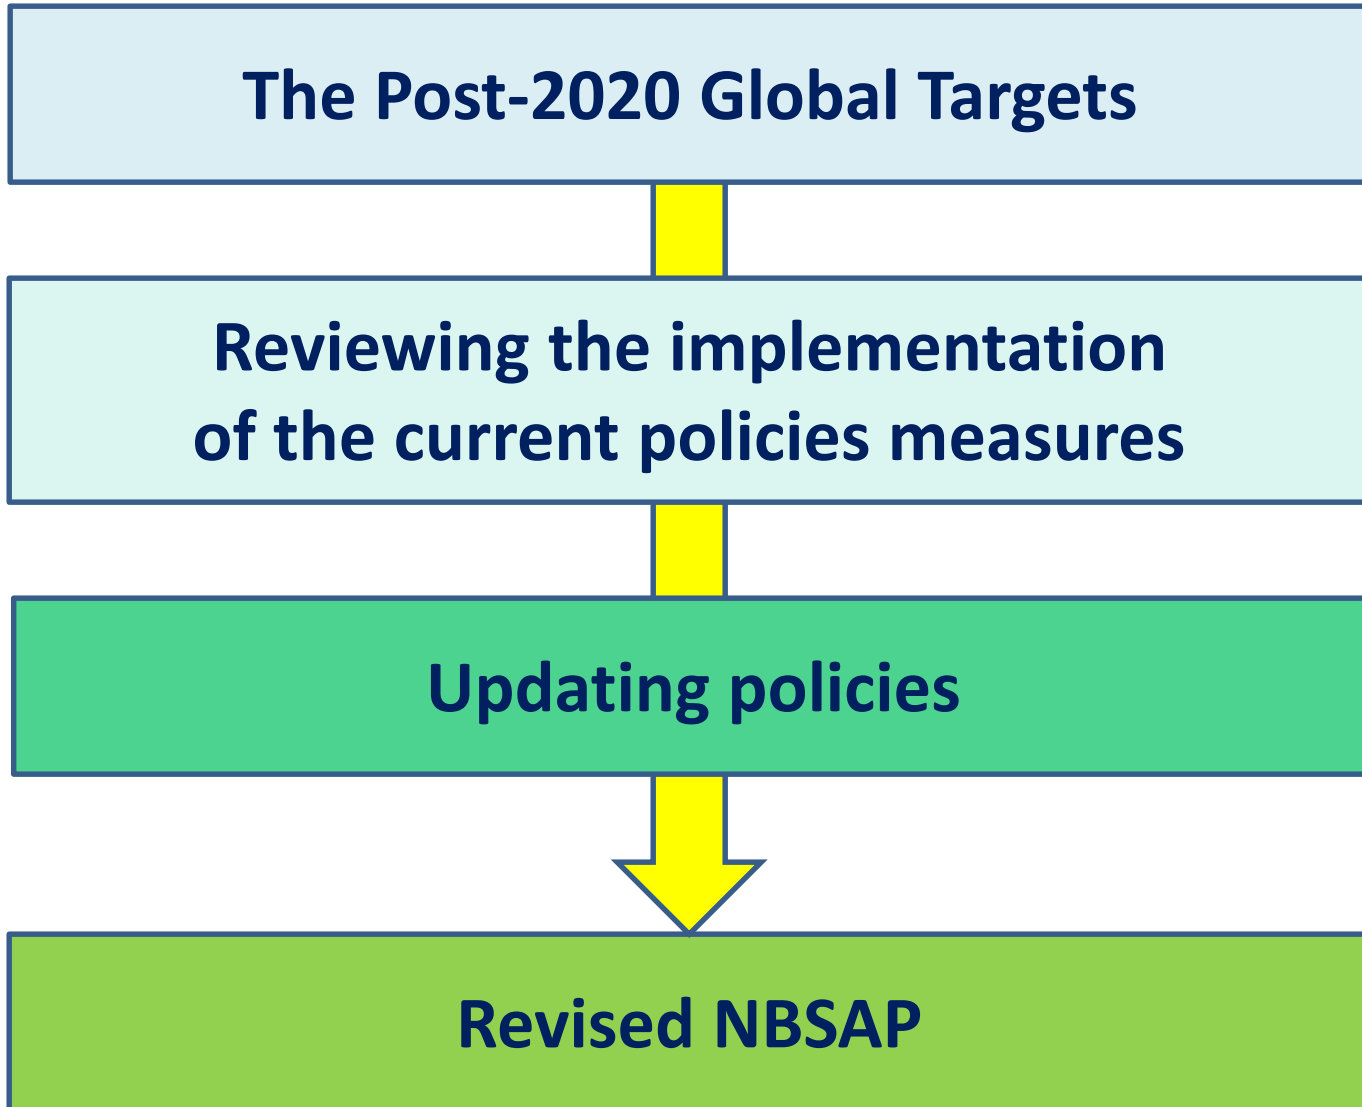 The Post-2020 Global Targets
Reviewing the implementation
of the current policies measures
Updating policies
Revised NBSAP